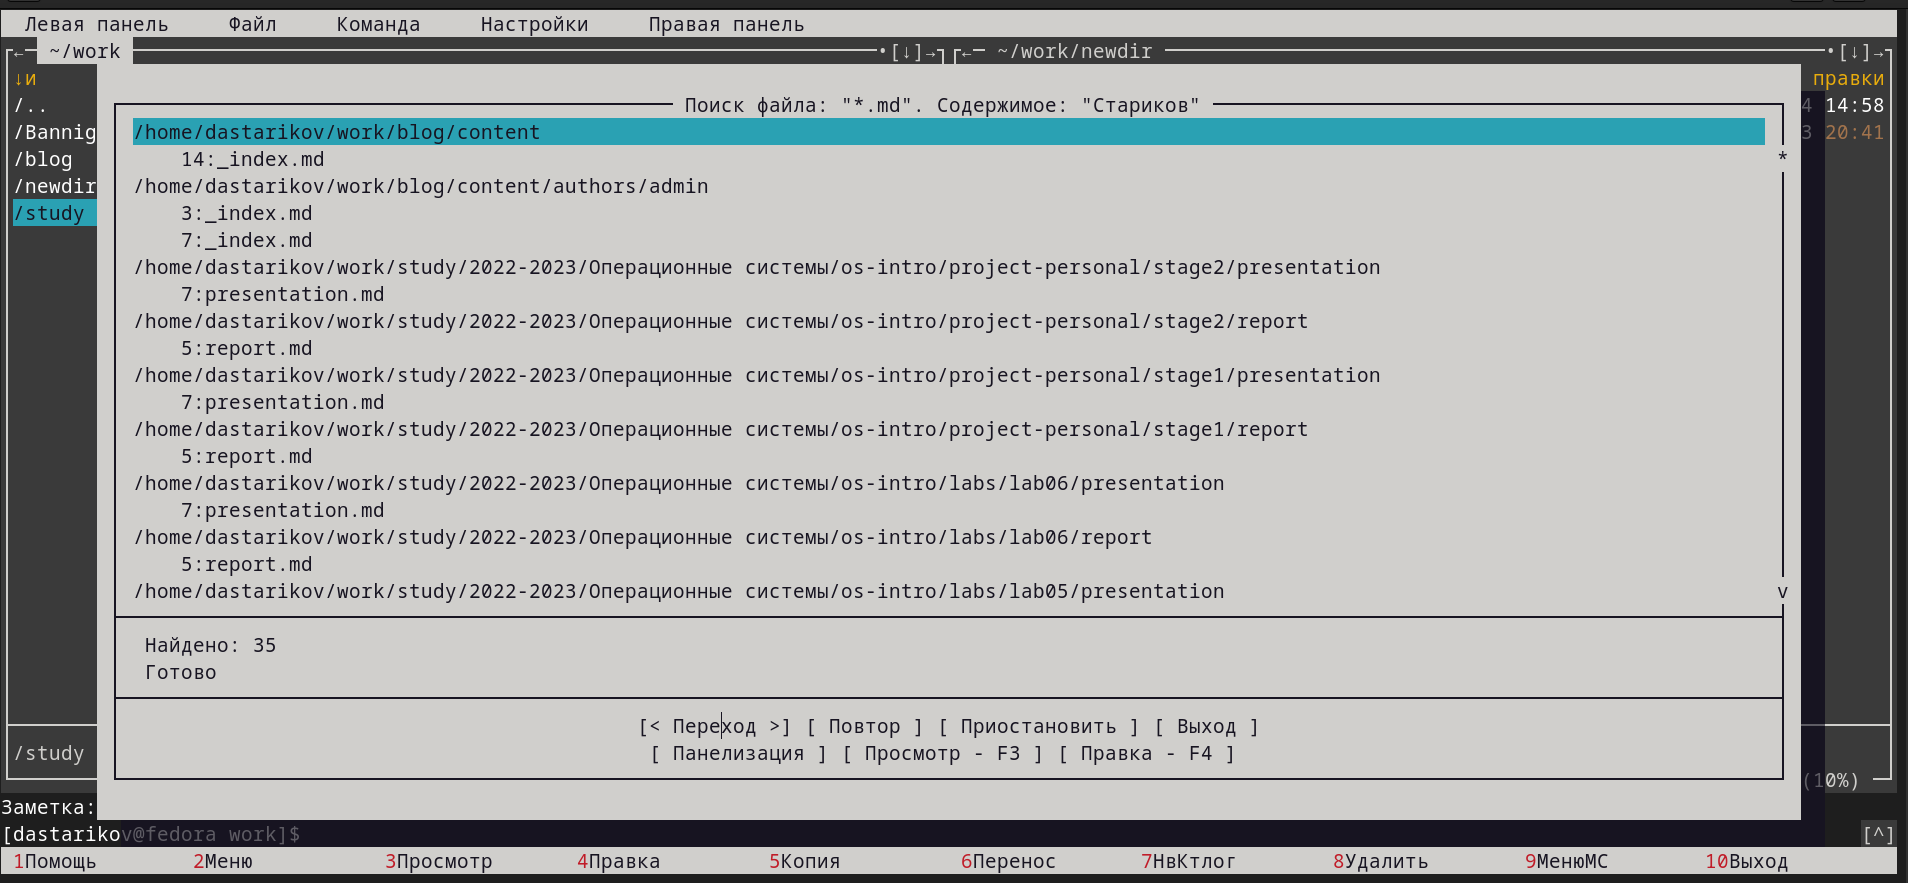 Левая панель Файл Команда Настройки Правая панель
~/work •[↓] ~/work/newdir •[↓]
↓и правки
/.. 4 14:58
/Bannig 3 20:41
/blog
/newdir
/study
Поиск файла: "*.md". Содержимое: "Стариков"
/home/dastarikov/work/blog/content
14:_index.md
/home/dastarikov/work/blog/content/authors/admin
3:_index.md
7:_index.md
/home/dastarikov/work/study/2022-2023/Операционные системы/os-intro/project-personal/stage2/presentation
7:presentation.md
/home/dastarikov/work/study/2022-2023/Операционные системы/os-intro/project-personal/stage2/report
5:report.md
/home/dastarikov/work/study/2022-2023/Операционные системы/os-intro/project-personal/stage1/presentation
7:presentation.md
/home/dastarikov/work/study/2022-2023/Операционные системы/os-intro/project-personal/stage1/report
5:report.md
/home/dastarikov/work/study/2022-2023/Операционные системы/os-intro/labs/lab06/presentation
7:presentation.md
/home/dastarikov/work/study/2022-2023/Операционные системы/os-intro/labs/lab06/report
5:report.md
/home/dastarikov/work/study/2022-2023/Операционные системы/os-intro/labs/lab05/presentation
Найдено: 35
Готово
[< Переход >] [ Повтор ] [ Приостановить ] [ Выход ]
[ Панелизация ] [ Просмотр - F3 ] [ Правка - F4 ]
/study
(10%)
Заметка:
[dastarikov@fedora work]$ [^]
1Помощь 2Меню 3Просмотр 4Правка 5Копия 6Перенос 7НвКтлог 8Удалить 9МенюMC 10Выход